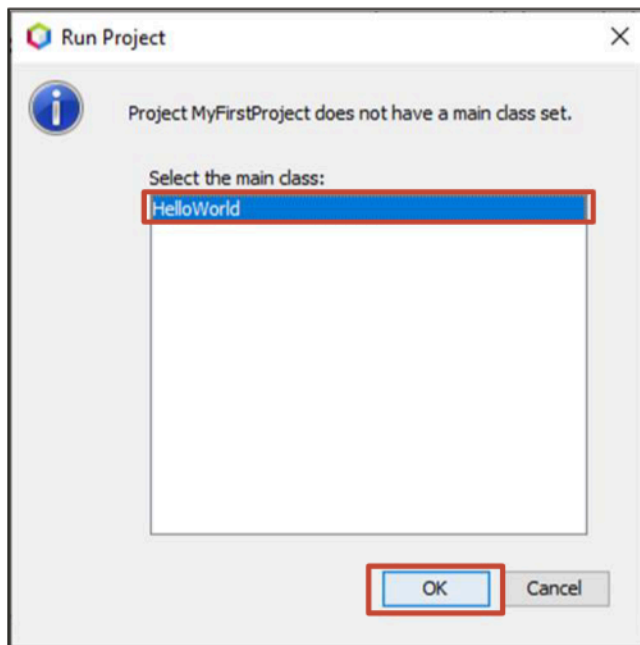 Run Project
Project MyFirstProject does not have a main class set.
Select the main class:
HelloWorld
OK Cancel